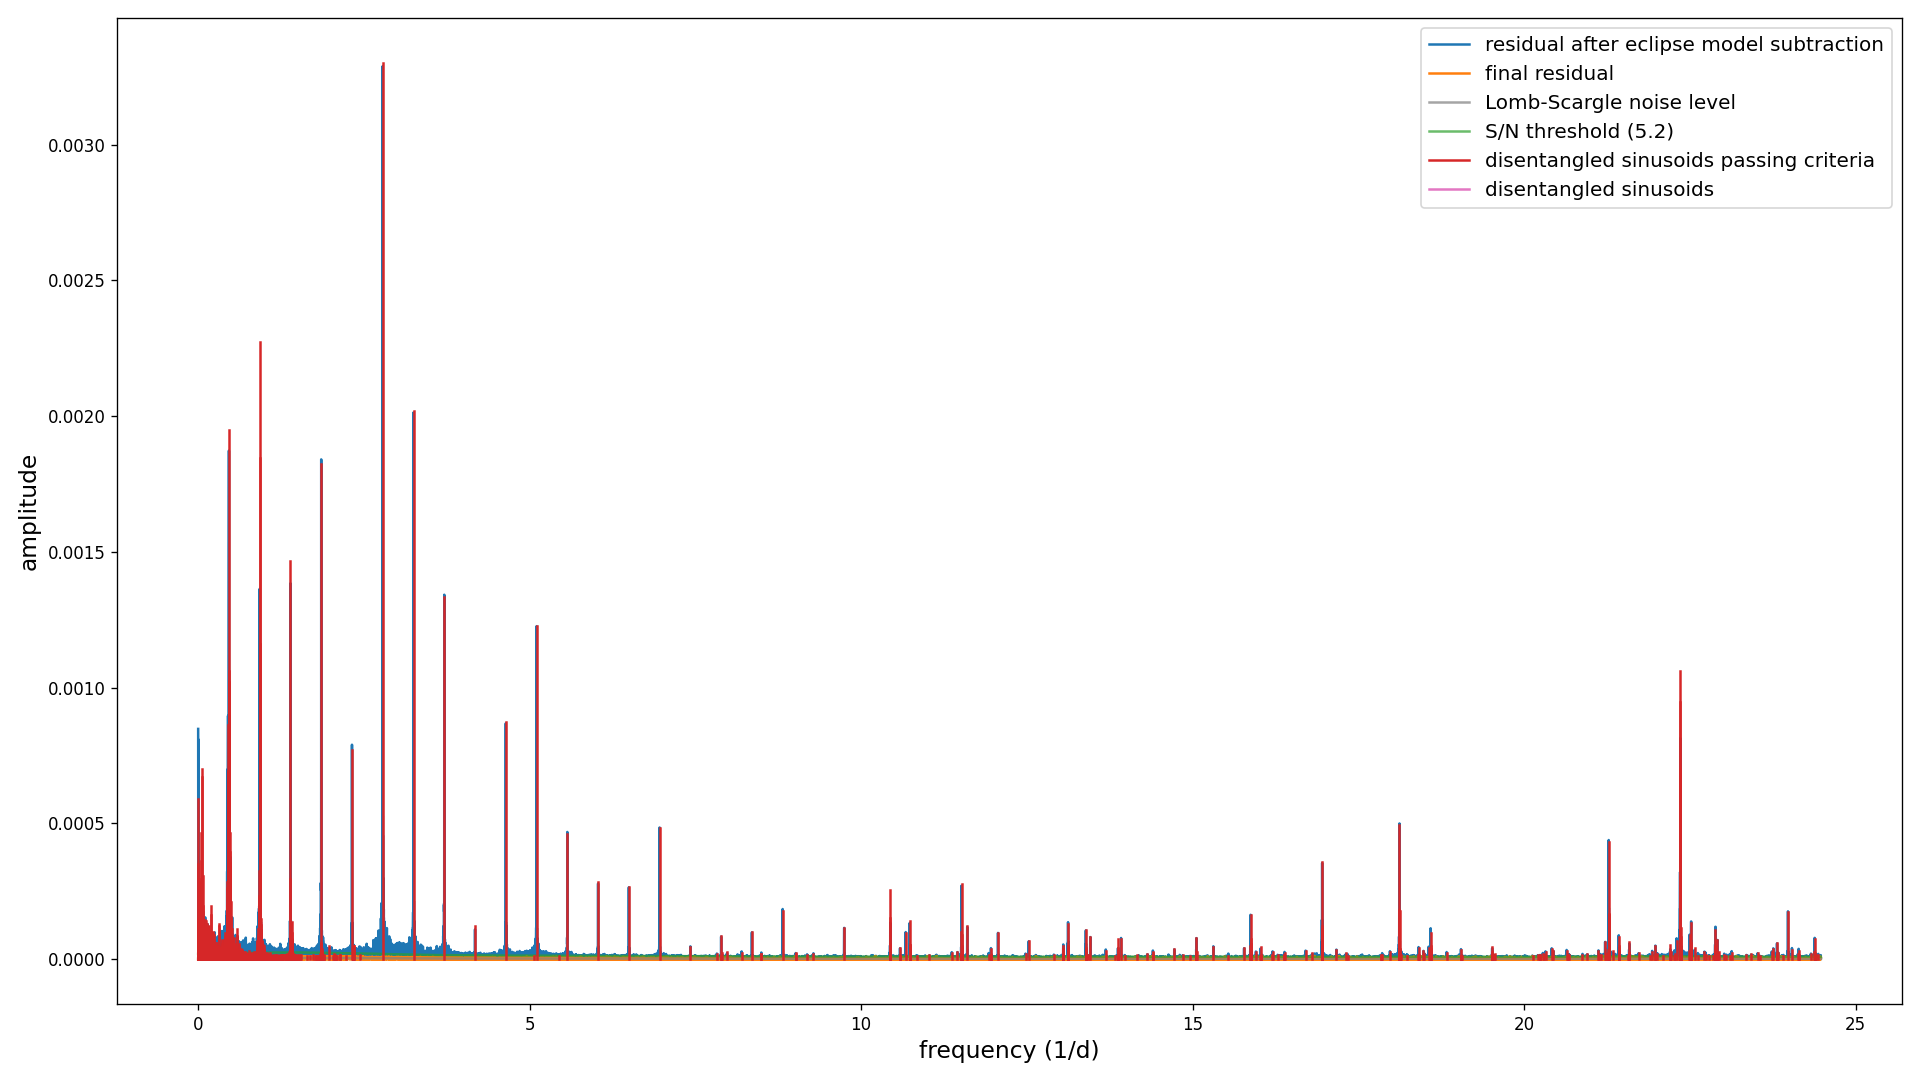 residual after eclipse model subtraction
final residual
Lomb-Scargle noise level
S/N threshold (5.2)
disentangled sinusoids passing criteria
disentangled sinusoids
0.0030
0.0025
0.0020
0.0015
0.0010
0.0005
0.0000
amplitude
0 5 10 15 20 25
frequency (1/d)